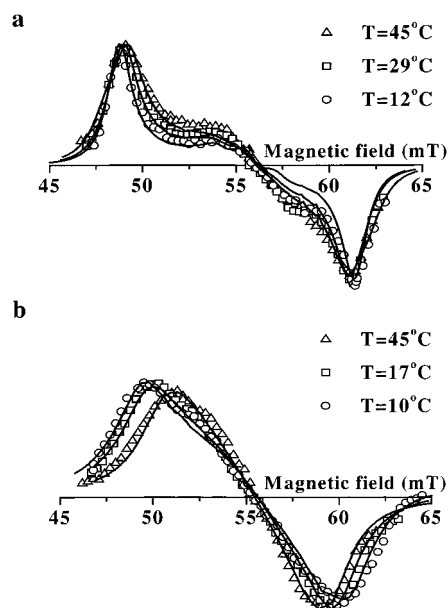 a
T=45°C
T=29°C
T=12°C
Magnetic field (mT)
45 50 55 60 65
b
T=45°C
T=17°C
T=10°C
Magnetic field (mT)
45 50 55 60 65